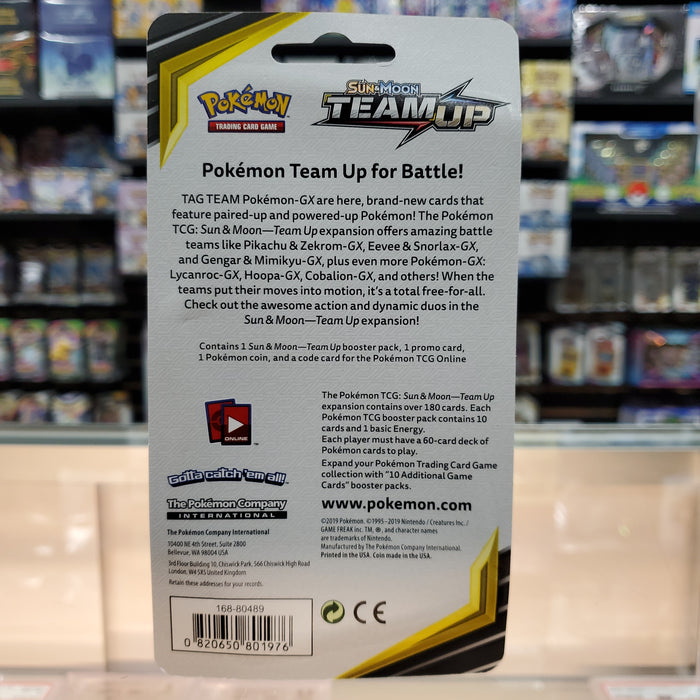 POKÉMON
TRADING CARD GAME
SUN & MOON
TEAM UP
Pokémon Team Up for Battle!
TAG TEAM Pokémon-GX are here, brand-new cards that
feature paired-up and powered-up Pokémon! The Pokémon
TCG: Sun & Moon—Team Up expansion offers amazing battle
teams like Pikachu & Zekrom-GX, Eevee & Snorlax-GX,
and Gengar & Mimikyu-GX, plus even more Pokémon-GX:
Lycanroc-GX, Hoopa-GX, Cobalion-GX, and others! When the
teams put their moves into motion, it's a total free-for-all.
Check out the awesome action and dynamic duos in the
Sun & Moon—Team Up expansion!
Contains 1 Sun & Moon—Team Up booster pack, 1 promo card,
1 Pokémon coin, and a code card for the Pokémon TCG Online
ONLINE ™
Gotta catch 'em all!
The Pokémon Company
INTERNATIONAL
The Pokémon Company International
10400 NE 4th Street, Suite 2800
Bellevue, WA 98004 USA
3rd Floor Building 10, Chiswick Park, 566 Chiswick High Road
London, W4 5XS United Kingdom
Retain these addresses for your records.
The Pokémon TCG: Sun & Moon—Team Up
expansion contains over 180 cards. Each
Pokémon TCG booster pack contains 10
cards and 1 basic Energy.
Each player must have a 60-card deck of
Pokémon cards to play.
Expand your Pokémon Trading Card Game
collection with "10 Additional Game
Cards" booster packs.
www.pokemon.com
©2019 Pokémon. ©1995–2019 Nintendo / Creatures Inc. /
GAME FREAK inc. TM, ®, and character names
are trademarks of Nintendo.
Manufactured by The Pokémon Company International.
Printed in the USA. Coin made in the USA.
168-80489
0 820650 801976
CE